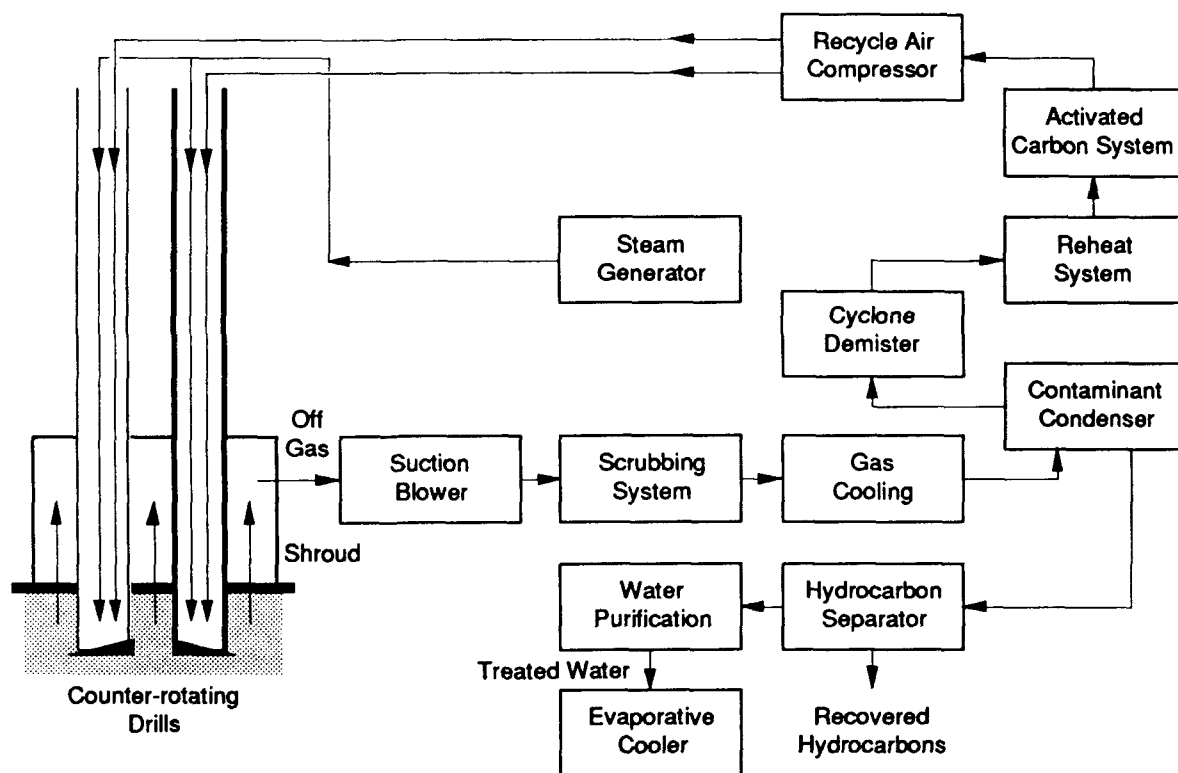 Recycle Air
Compressor
Activated
Carbon System
Steam
Generator
Reheat
System
Cyclone
Demister
Contaminant
Condenser
Off
Gas
Suction
Blower
Scrubbing
System
Gas
Cooling
Shroud
Water
Purification
Hydrocarbon
Separator
Treated Water
Counter-rotating
Drills
Evaporative
Cooler
Recovered
Hydrocarbons